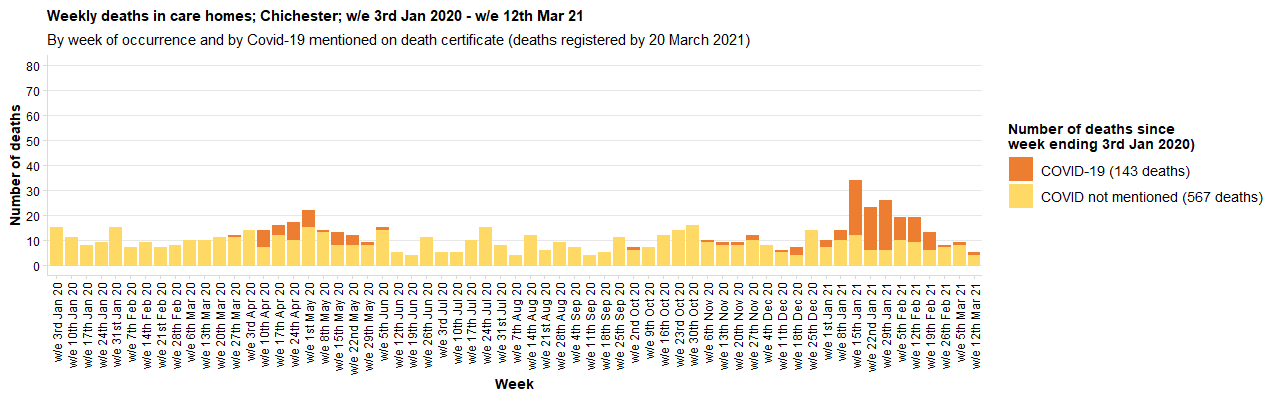 Weekly deaths in care homes; Chichester; w/e 3rd Jan 2020 - w/e 12th Mar 21
By week of occurrence and by Covid-19 mentioned on death certificate (deaths registered by 20 March 2021)
80
70
60
50
40
30
20
10
0
Number of deaths
w/e 3rd Jan 20
w/e 10th Jan 20
w/e 17th Jan 20
w/e 24th Jan 20
w/e 31st Jan 20
w/e 7th Feb 20
w/e 14th Feb 20
w/e 21st Feb 20
w/e 28th Feb 20
w/e 6th Mar 20
w/e 13th Mar 20
w/e 20th Mar 20
w/e 27th Mar 20
w/e 3rd Apr 20
w/e 10th Apr 20
w/e 17th Apr 20
w/e 24th Apr 20
w/e 1st May 20
w/e 8th May 20
w/e 15th May 20
w/e 22nd May 20
w/e 29th May 20
w/e 5th Jun 20
w/e 12th Jun 20
w/e 19th Jun 20
w/e 26th Jun 20
w/e 3rd Jul 20
w/e 10th Jul 20
w/e 17th Jul 20
w/e 24th Jul 20
w/e 31st Jul 20
w/e 7th Aug 20
w/e 14th Aug 20
w/e 21st Aug 20
w/e 28th Aug 20
w/e 4th Sep 20
w/e 11th Sep 20
w/e 18th Sep 20
w/e 25th Sep 20
w/e 2nd Oct 20
w/e 9th Oct 20
w/e 16th Oct 20
w/e 23rd Oct 20
w/e 30th Oct 20
w/e 6th Nov 20
w/e 13th Nov 20
w/e 20th Nov 20
w/e 27th Nov 20
w/e 4th Dec 20
w/e 11th Dec 20
w/e 18th Dec 20
w/e 25th Dec 20
w/e 1st Jan 21
w/e 8th Jan 21
w/e 15th Jan 21
w/e 22nd Jan 21
w/e 29th Jan 21
w/e 5th Feb 21
w/e 12th Feb 21
w/e 19th Feb 21
w/e 26th Feb 21
w/e 5th Mar 21
w/e 12th Mar 21
Week
Number of deaths since
week ending 3rd Jan 2020)
COVID-19 (143 deaths)
COVID not mentioned (567 deaths)